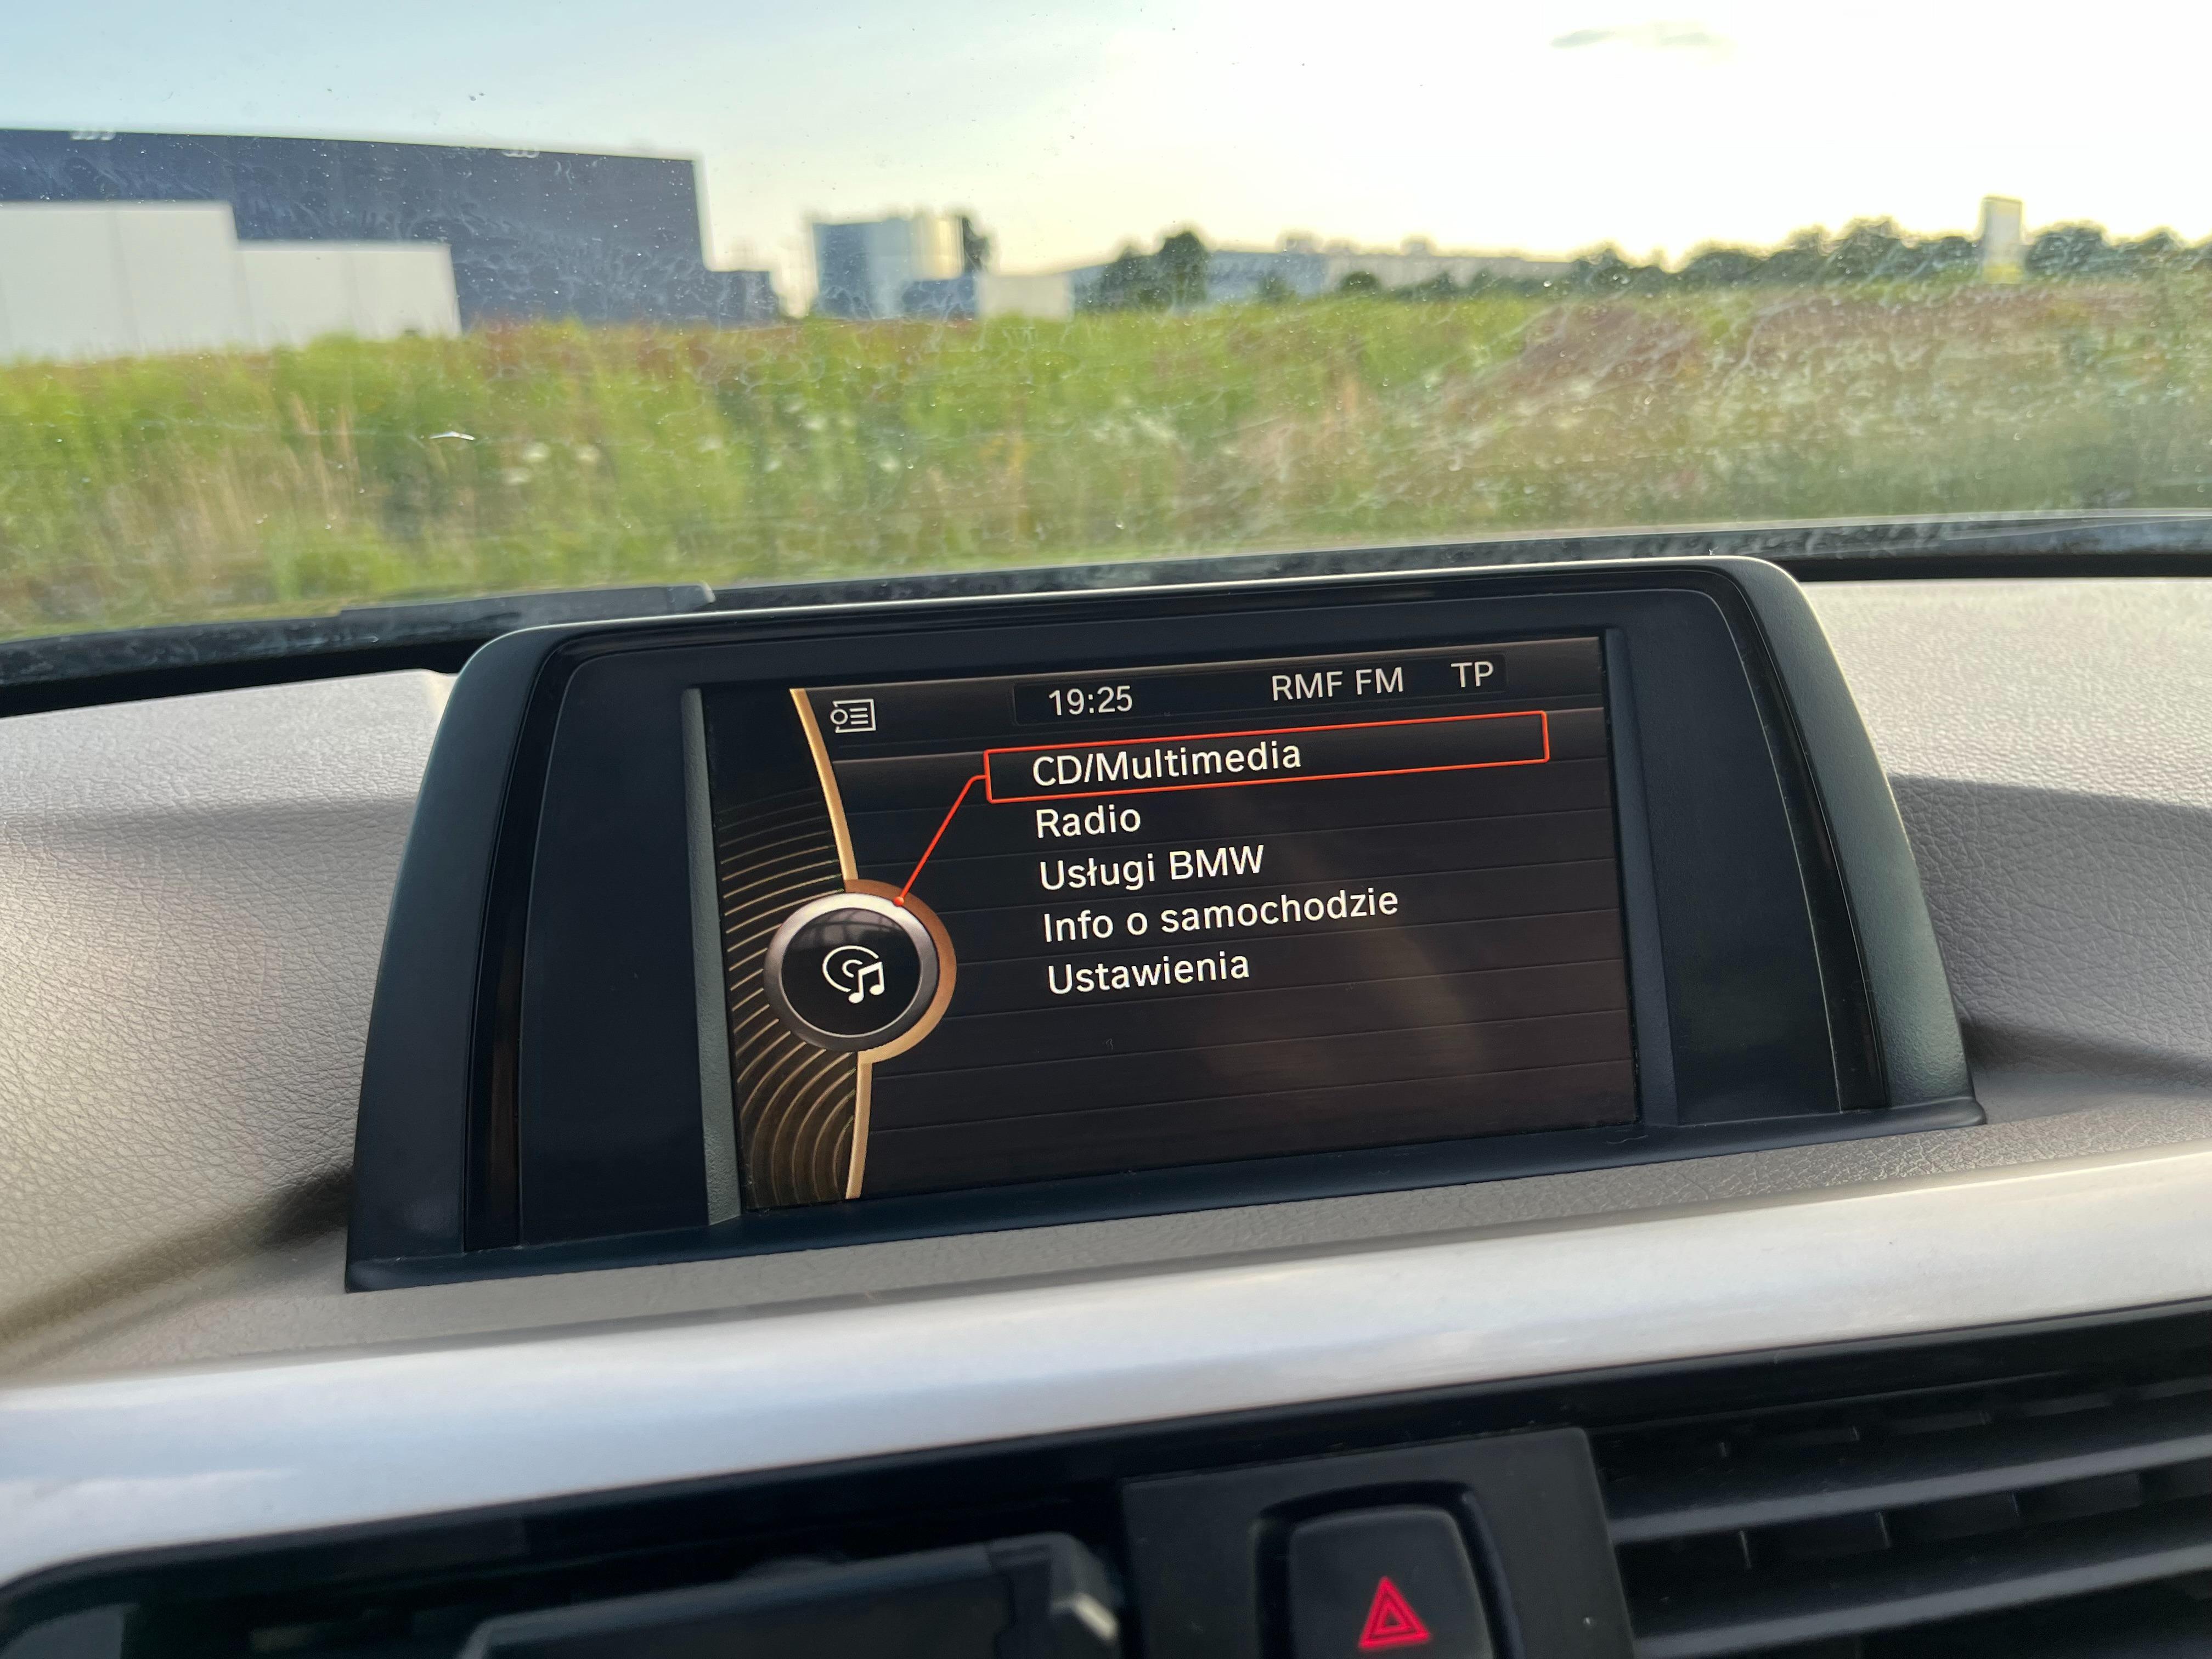 19:25 RMF FM TP
CD/Multimedia
Radio
Usługi BMW
Info o samochodzie
Ustawienia